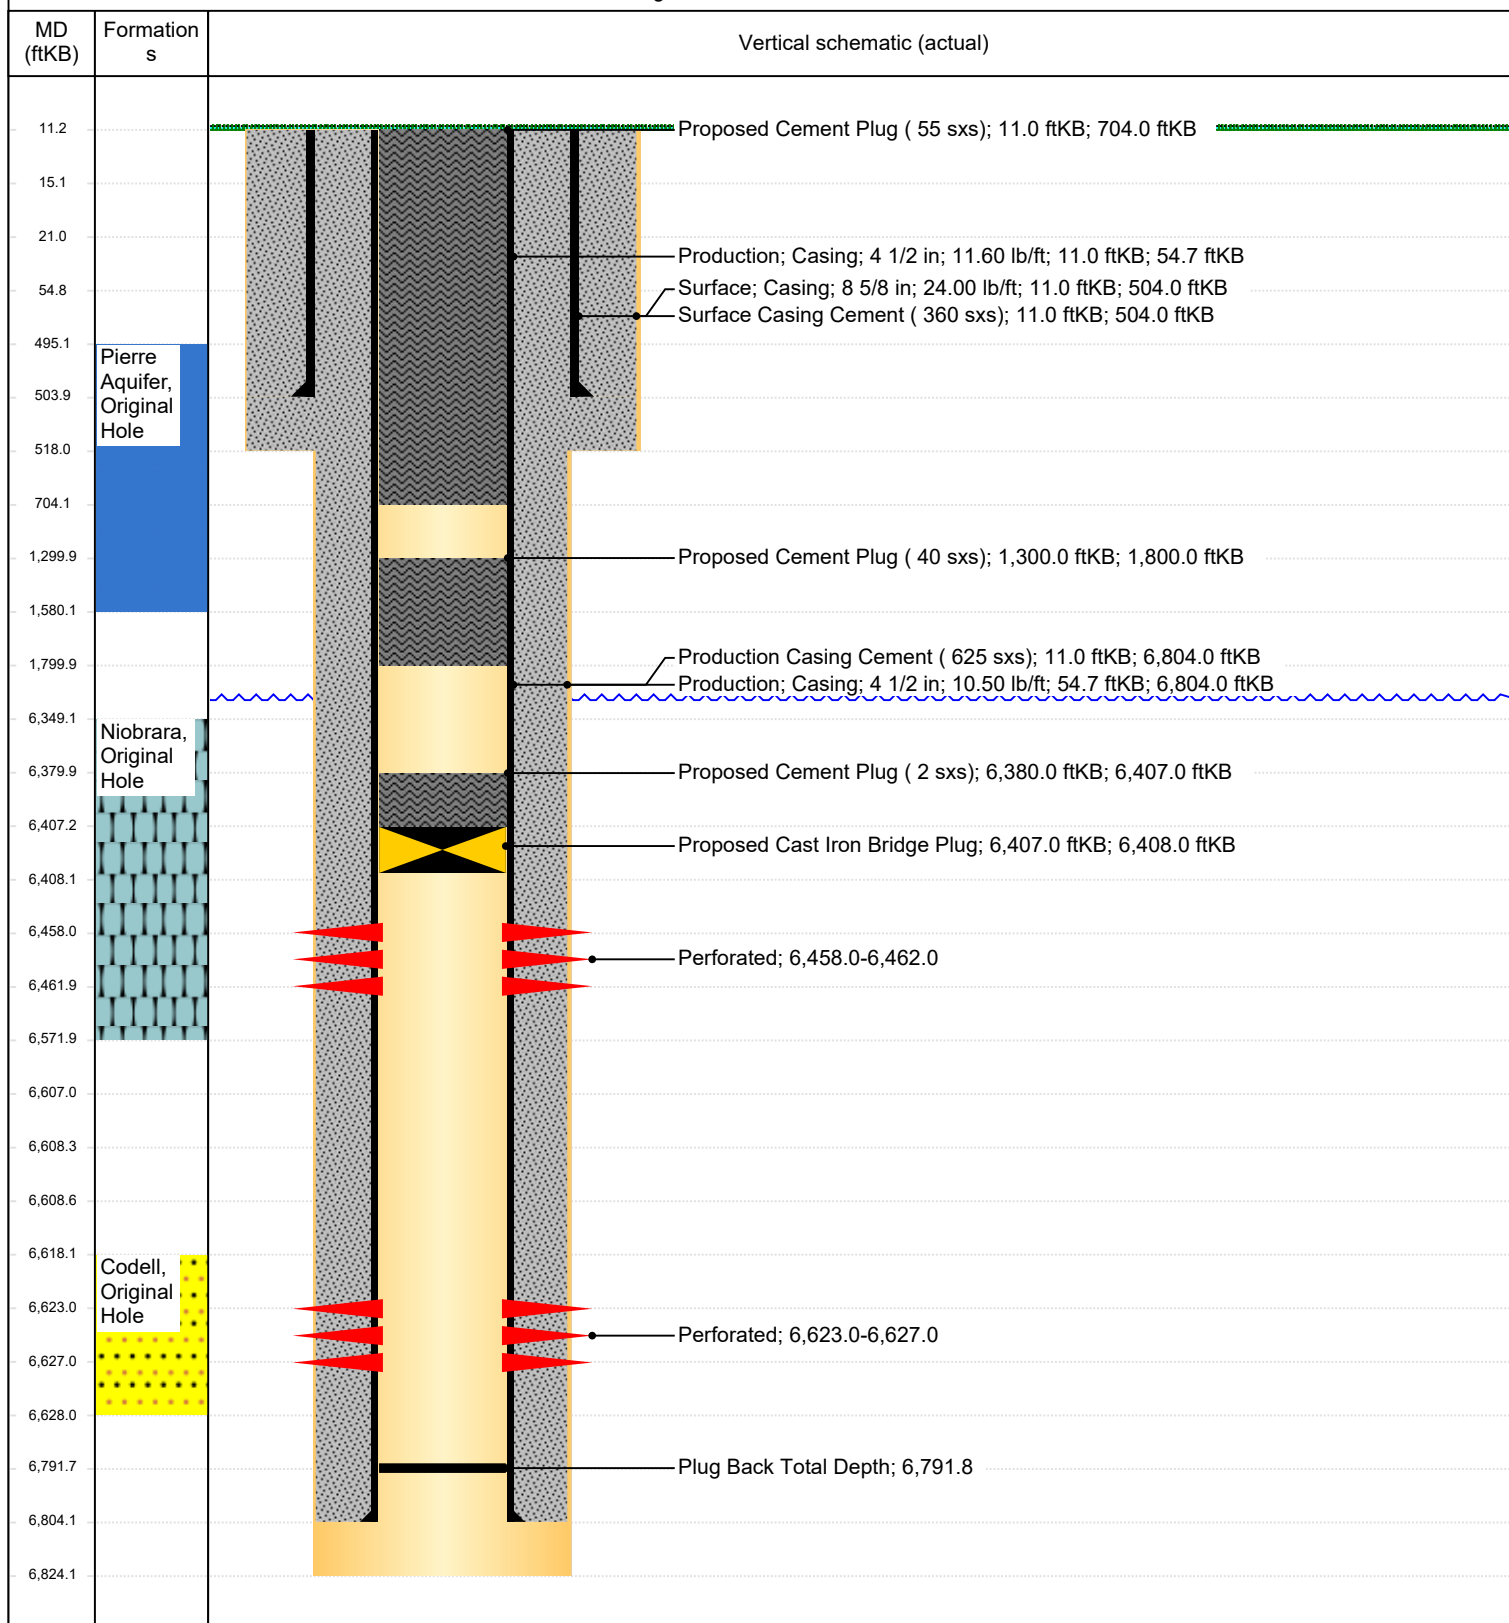 MD
(ftKB)
Formation
s
Vertical schematic (actual)
11.2
Proposed Cement Plug ( 55 sxs); 11.0 ftKB; 704.0 ftKB
15.1
21.0
Production; Casing; 4 1/2 in; 11.60 lb/ft; 11.0 ftKB; 54.7 ftKB
54.8
Surface; Casing; 8 5/8 in; 24.00 lb/ft; 11.0 ftKB; 504.0 ftKB
Surface Casing Cement ( 360 sxs); 11.0 ftKB; 504.0 ftKB
495.1
Pierre
Aquifer,
Original
Hole
503.9
518.0
704.1
1,299.9
Proposed Cement Plug ( 40 sxs); 1,300.0 ftKB; 1,800.0 ftKB
1,580.1
1,799.9
Production Casing Cement ( 625 sxs); 11.0 ftKB; 6,804.0 ftKB
Production; Casing; 4 1/2 in; 10.50 lb/ft; 54.7 ftKB; 6,804.0 ftKB
6,349.1
Niobrara,
Original
Hole
6,379.9
Proposed Cement Plug ( 2 sxs); 6,380.0 ftKB; 6,407.0 ftKB
6,407.2
Proposed Cast Iron Bridge Plug; 6,407.0 ftKB; 6,408.0 ftKB
6,408.1
6,458.0
Perforated; 6,458.0-6,462.0
6,461.9
6,571.9
6,607.0
6,608.3
6,608.6
6,618.1
Codell,
Original
Hole
6,623.0
Perforated; 6,623.0-6,627.0
6,627.0
6,628.0
6,791.7
Plug Back Total Depth; 6,791.8
6,804.1
6,824.1